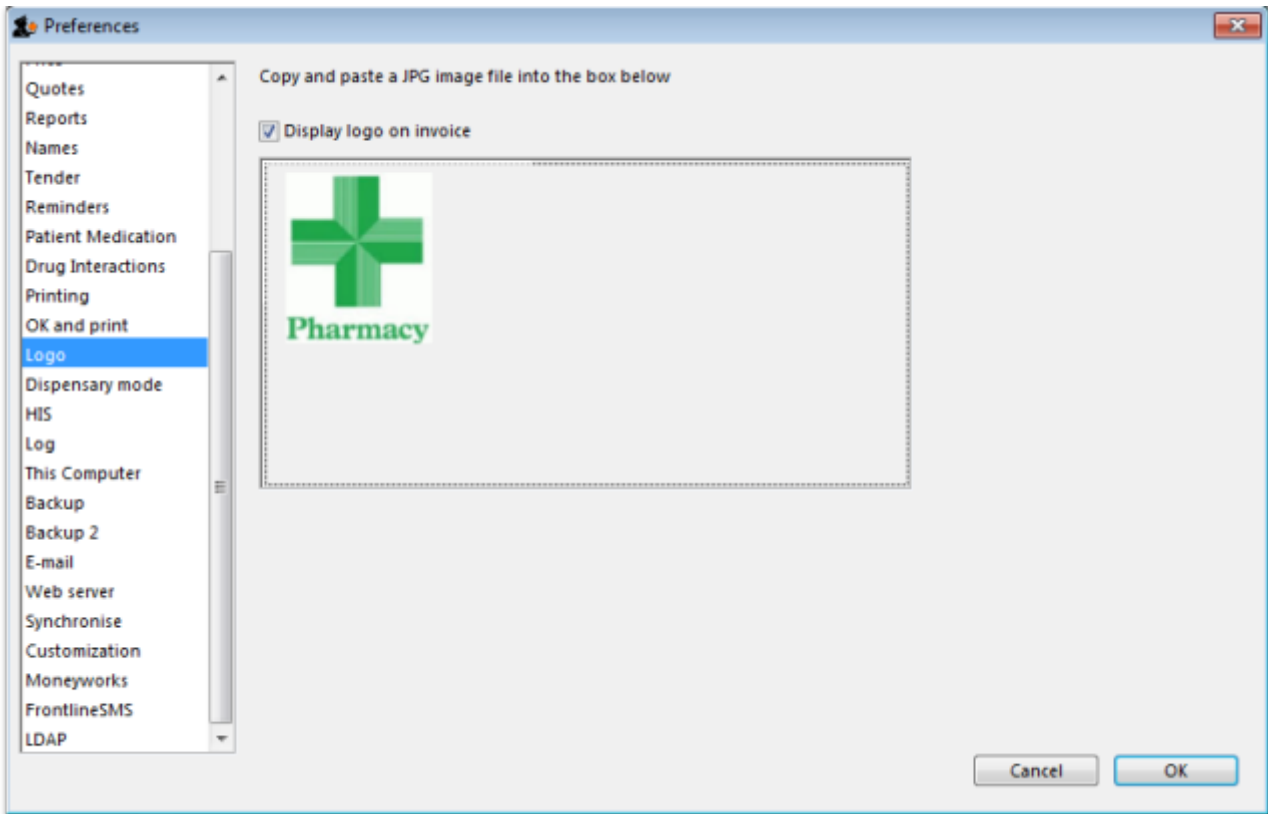 Preferences
Quotes
Reports
Names
Tender
Reminders
Patient Medication
Drug Interactions
Printing
OK and print
Logo
Dispensary mode
HIS
Log
This Computer
Backup
Backup 2
E-mail
Web server
Synchronise
Customization
Moneyworks
FrontlineSMS
LDAP
Copy and paste a JPG image file into the box below
Display logo on invoice
Pharmacy
Cancel
OK